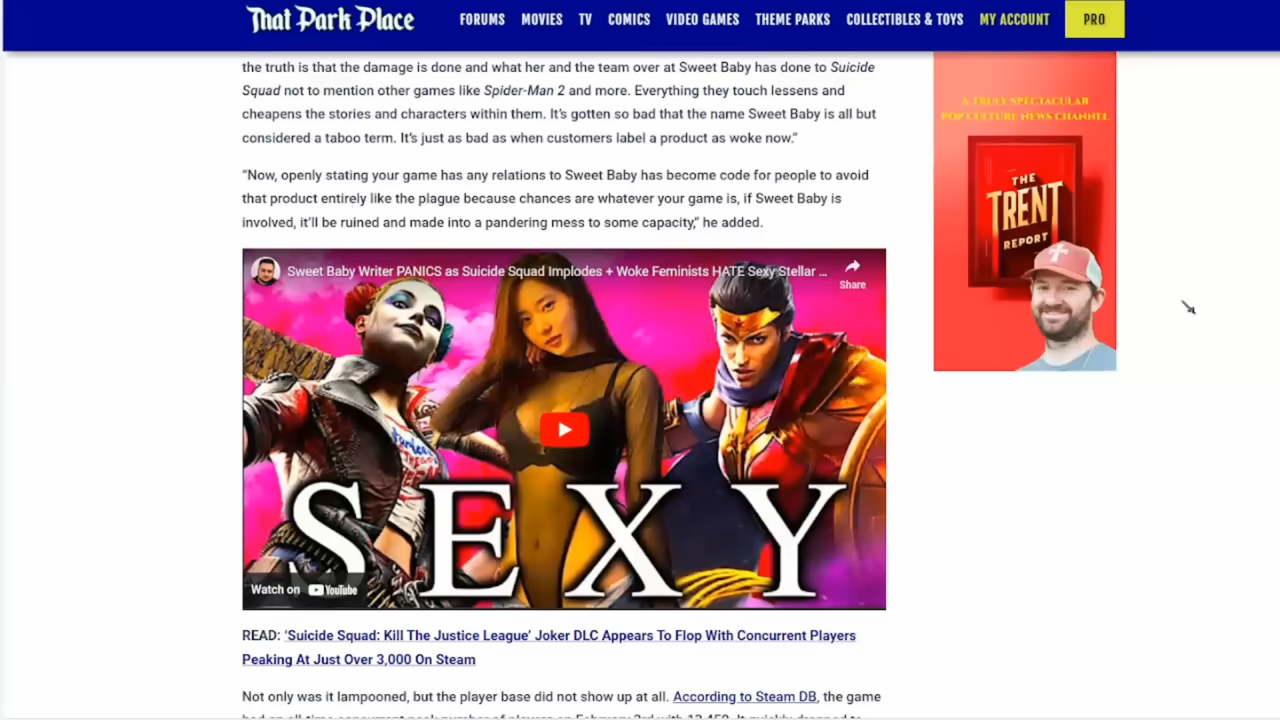 That Park Place
FORUMS MOVIES TV COMICS VIDEO GAMES THEME PARKS COLLECTIBLES & TOYS MY ACCOUNT PRO
the truth is that the damage is done and what her and the team over at Sweet Baby has done to Suicide
Squad not to mention other games like Spider-Man 2 and more. Everything they touch lessens and
cheapens the stories and characters within them. It's gotten so bad that the name Sweet Baby is all but
considered a taboo term. It's just as bad as when customers label a product as woke now.”
“Now, openly stating your game has any relations to Sweet Baby has become code for people to avoid
that product entirely like the plague because chances are whatever your game is, if Sweet Baby is
involved, it'll be ruined and made into a pandering mess to some capacity,” he added.
Sweet Baby Writer PANICS as Suicide Squad Implodes + Woke Feminists HATE Sexy Stellar ...
Share
SEXY
Watch on YouTube
READ: ‘Suicide Squad: Kill The Justice League’ Joker DLC Appears To Flop With Concurrent Players
Peaking At Just Over 3,000 On Steam
Not only was it lampooned, but the player base did not show up at all. According to Steam DB, the game
A TRULY SPECTACULAR
POP CULTURE NEWS CHANNEL
THE
TRENT
REPORT